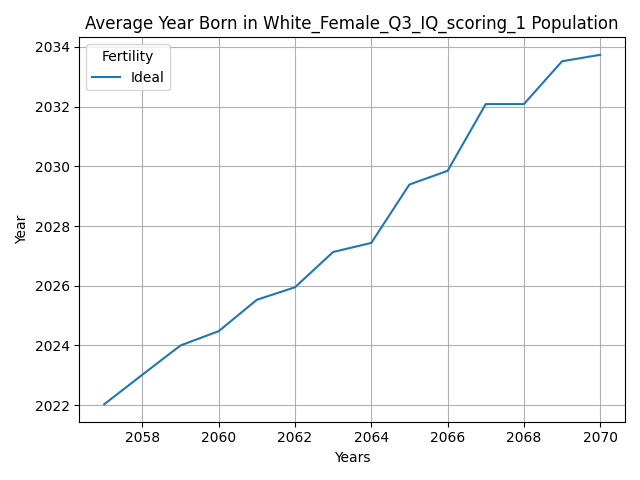 Average Year Born in White_Female_Q3_IQ_scoring_1 Population
Fertility
Ideal
2034
2032
2030
2028
2026
2024
2022
Year
2058 2060 2062 2064 2066 2068 2070
Years